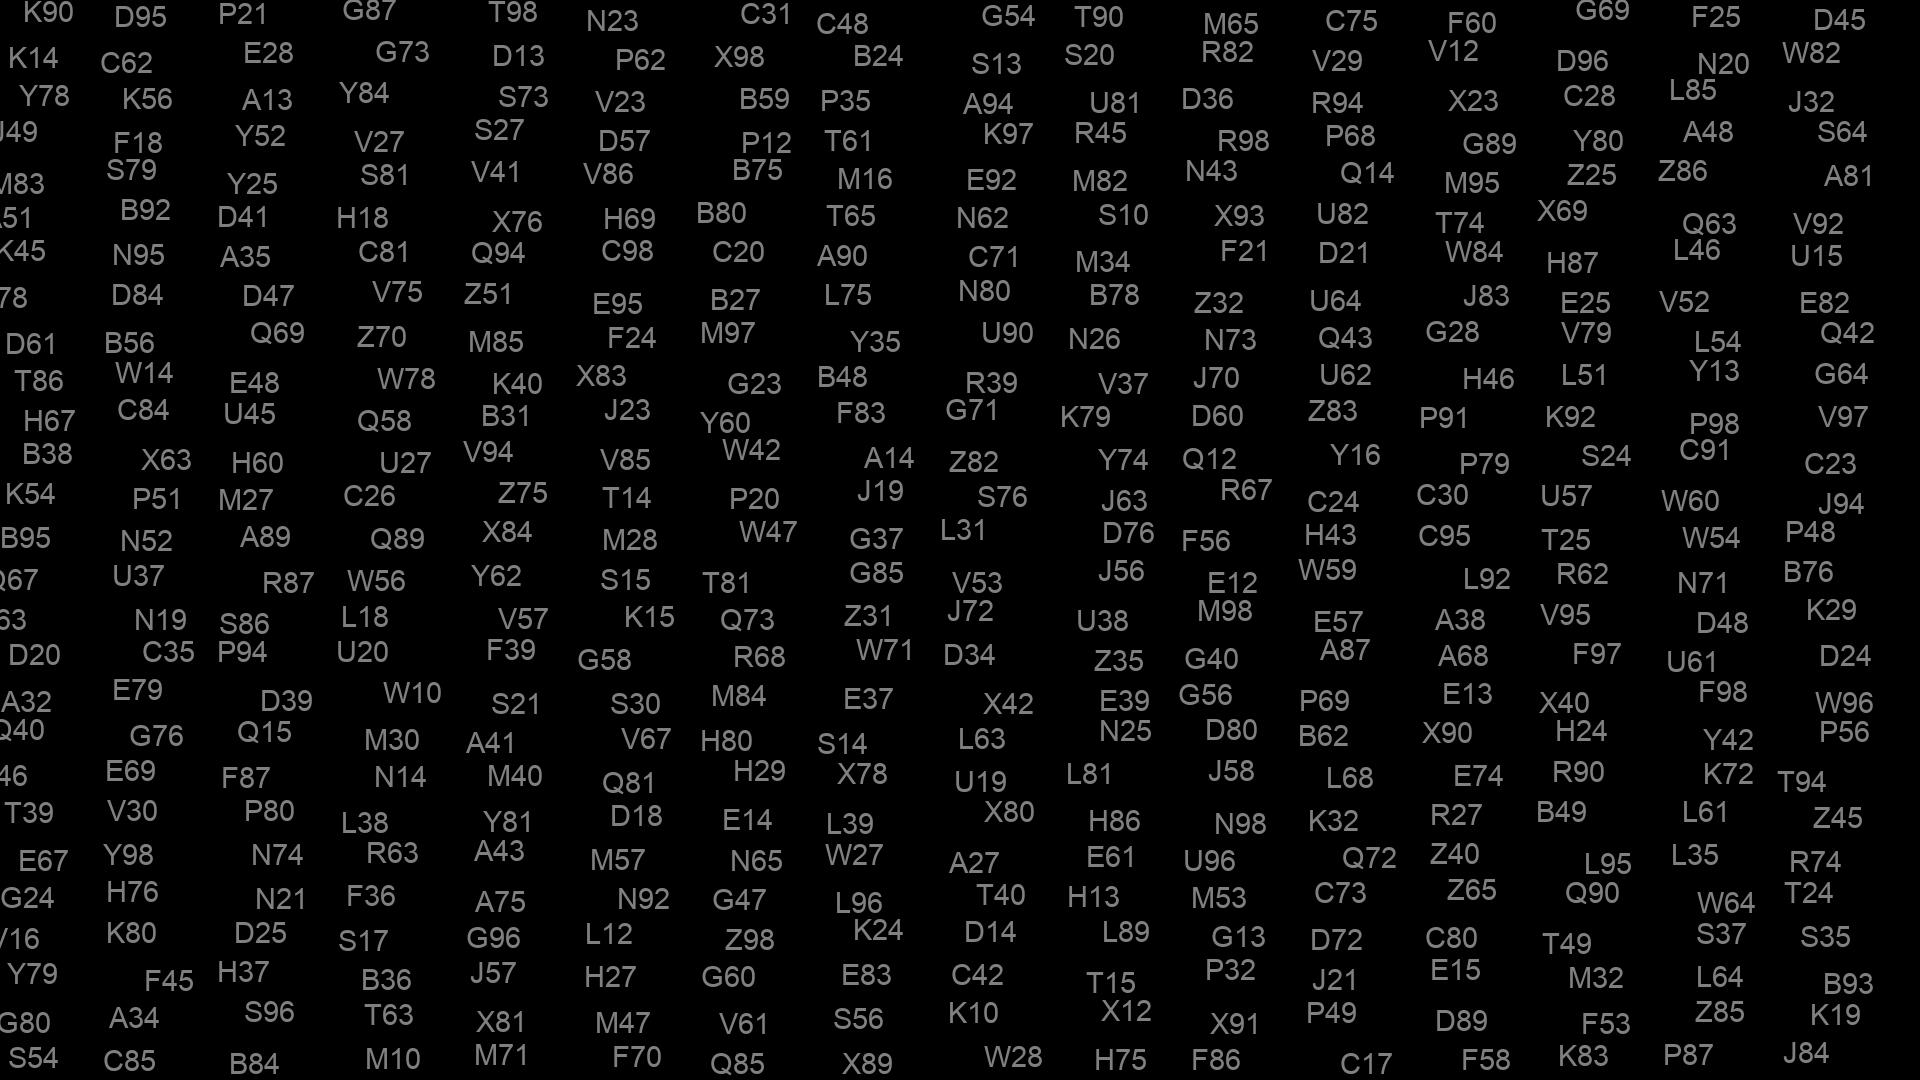 K90 D95 P21 G87 T98 N23 C31 C48 G54 T90 M65 C75 F60 G69 F25 D45
K14 C62 E28 G73 D13 P62 X98 B24 S13 S20 R82 V29 V12 D96 N20 W82
Y78 K56 A13 Y84 S73 V23 B59 P35 A94 U81 D36 R94 X23 C28 L85 J32
J49 F18 Y52 V27 S27 D57 P12 T61 K97 R45 R98 P68 G89 Y80 A48 S64
M83 S79 Y25 S81 V41 V86 B75 M16 E92 M82 N43 Q14 M95 Z25 Z86 A81
51 B92 D41 H18 X76 H69 B80 T65 N62 S10 X93 U82 T74 X69 Q63 V92
K45 N95 A35 C81 Q94 C98 C20 A90 C71 M34 F21 D21 W84 H87 L46 U15
78 D84 D47 V75 Z51 E95 B27 L75 N80 B78 Z32 U64 J83 E25 V52 E82
D61 B56 Q69 Z70 M85 F24 M97 Y35 U90 N26 N73 Q43 G28 V79 L54 Q42
T86 W14 E48 W78 K40 X83 G23 B48 R39 V37 J70 U62 H46 L51 Y13 G64
H67 C84 U45 Q58 B31 J23 Y60 F83 G71 K79 D60 Z83 P91 K92 P98 V97
B38 X63 H60 U27 V94 V85 W42 A14 Z82 Y74 Q12 Y16 P79 S24 C91 C23
K54 P51 M27 C26 Z75 T14 P20 J19 S76 J63 R67 C24 C30 U57 W60 J94
B95 N52 A89 Q89 X84 M28 W47 G37 L31 D76 F56 H43 C95 T25 W54 P48
Q67 U37 R87 W56 Y62 S15 T81 G85 V53 J56 E12 W59 L92 R62 N71 B76
63 N19 S86 L18 V57 K15 Q73 Z31 J72 U38 M98 E57 A38 V95 D48 K29
D20 C35 P94 U20 F39 G58 R68 W71 D34 Z35 G40 A87 A68 F97 U61 D24
A32 E79 D39 W10 S21 S30 M84 E37 X42 E39 G56 P69 E13 X40 F98 W96
Q40 G76 Q15 M30 A41 V67 H80 S14 L63 N25 D80 B62 X90 H24 Y42 P56
46 E69 F87 N14 M40 Q81 H29 X78 U19 L81 J58 L68 E74 R90 K72 T94
T39 V30 P80 L38 Y81 D18 E14 L39 X80 H86 N98 K32 R27 B49 L61 Z45
E67 Y98 N74 R63 A43 M57 N65 W27 A27 E61 U96 Q72 Z40 L95 L35 R74
G24 H76 N21 F36 A75 N92 G47 L96 T40 H13 M53 C73 Z65 Q90 W64 T24
V16 K80 D25 S17 G96 L12 Z98 K24 D14 L89 G13 D72 C80 T49 S37 S35
Y79 F45 H37 B36 J57 H27 G60 E83 C42 T15 P32 J21 E15 M32 L64 B93
G80 A34 S96 T63 X81 M47 V61 S56 K10 X12 X91 P49 D89 F53 Z85 K19
S54 C85 B84 M10 M71 F70 Q85 X89 W28 H75 F86 C17 F58 K83 P87 J84